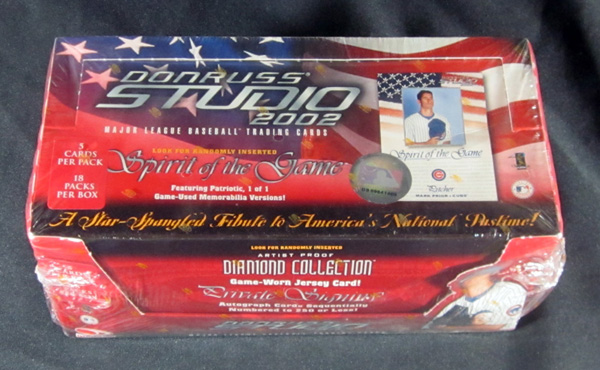 DONRUSS
STUDIO
2002
MAJOR LEAGUE BASEBALL TRADING CARDS
5
CARDS
PER PACK
18
PACKS
PER BOX
LOOK FOR RANDOMLY INSERTED
Spirit of the Game
Featuring Patriotic, 1 of 1
Game-Used Memorabilia Versions!
Spirit of the Game
Pitcher
MARK PRIOR
A Star-Spangled Tribute to America's National Pastime!
LOOK FOR RANDOMLY INSERTED
ARTIST PROOF
DIAMOND COLLECTION
Game-Worn Jersey Card!
Private Signings
Autograph Cards Sequentially
Numbered to 250 or Less!